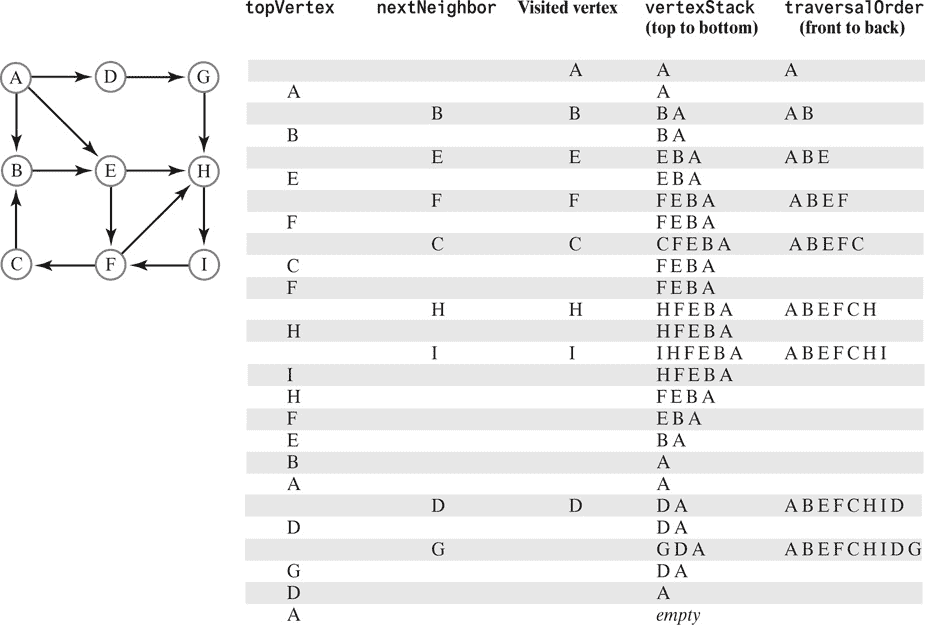 topVertex nextNeighbor Visited vertex vertexStack traversalOrder
(top to bottom) (front to back)
A D G
B E H
C F I
A A A
A A
B B B A A B
B B A
E E E B A A B E
E E B A
F F F E B A A B E F
F F E B A
C C C F E B A A B E F C
C F E B A
F F E B A
H H H F E B A A B E F C H
H H F E B A
I I I H F E B A A B E F C H I
I H F E B A
H F E B A
F E B A
E B A
B A
A A
D D D A A B E F C H I D
D D A
G G D A A B E F C H I D G
G D A
D A
A empty